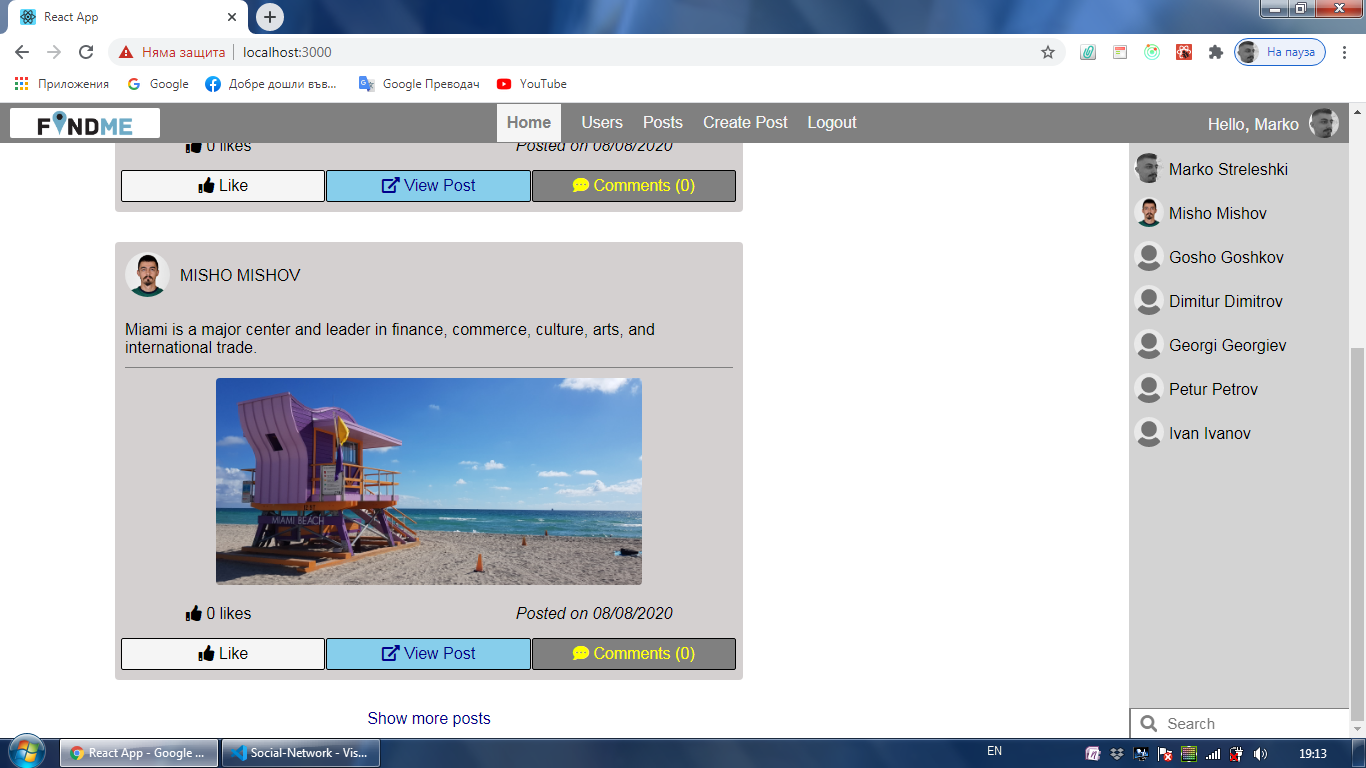 React App
Няма защита localhost:3000
На пауза
Приложения Google Добре дошли във... Google Преводач YouTube
FINDME Home Users Posts Create Post Logout Hello, Marko
0 likes Posted on 08/08/2020
Like View Post Comments (0)
MISHO MISHOV
Miami is a major center and leader in finance, commerce, culture, arts, and
international trade.
MIAMI BEACH
0 likes Posted on 08/08/2020
Like View Post Comments (0)
Show more posts
Marko Streleshki
Misho Mishov
Gosho Goshkov
Dimitur Dimitrov
Georgi Georgiev
Petur Petrov
Ivan Ivanov
Search
React App - Google ... Social-Network - Vis... EN 19:13